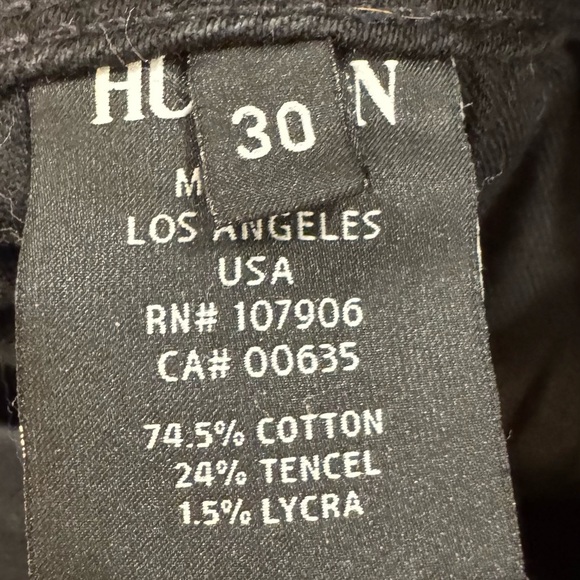 30
LOS ANGELES
USA
RN# 107906
CA# 00635
74.5% COTTON
24% TENCEL
1.5% LYCRA